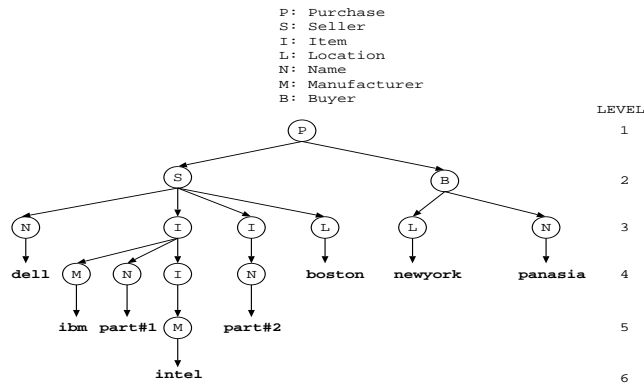 P: Purchase
S: Seller
I: Item
L: Location
N: Name
M: Manufacturer
B: Buyer
LEVEL
P 1
S B 2
N I I L L N 3
dell M N I N boston newyork panasia 4
ibm part#1 M part#2 5
intel 6